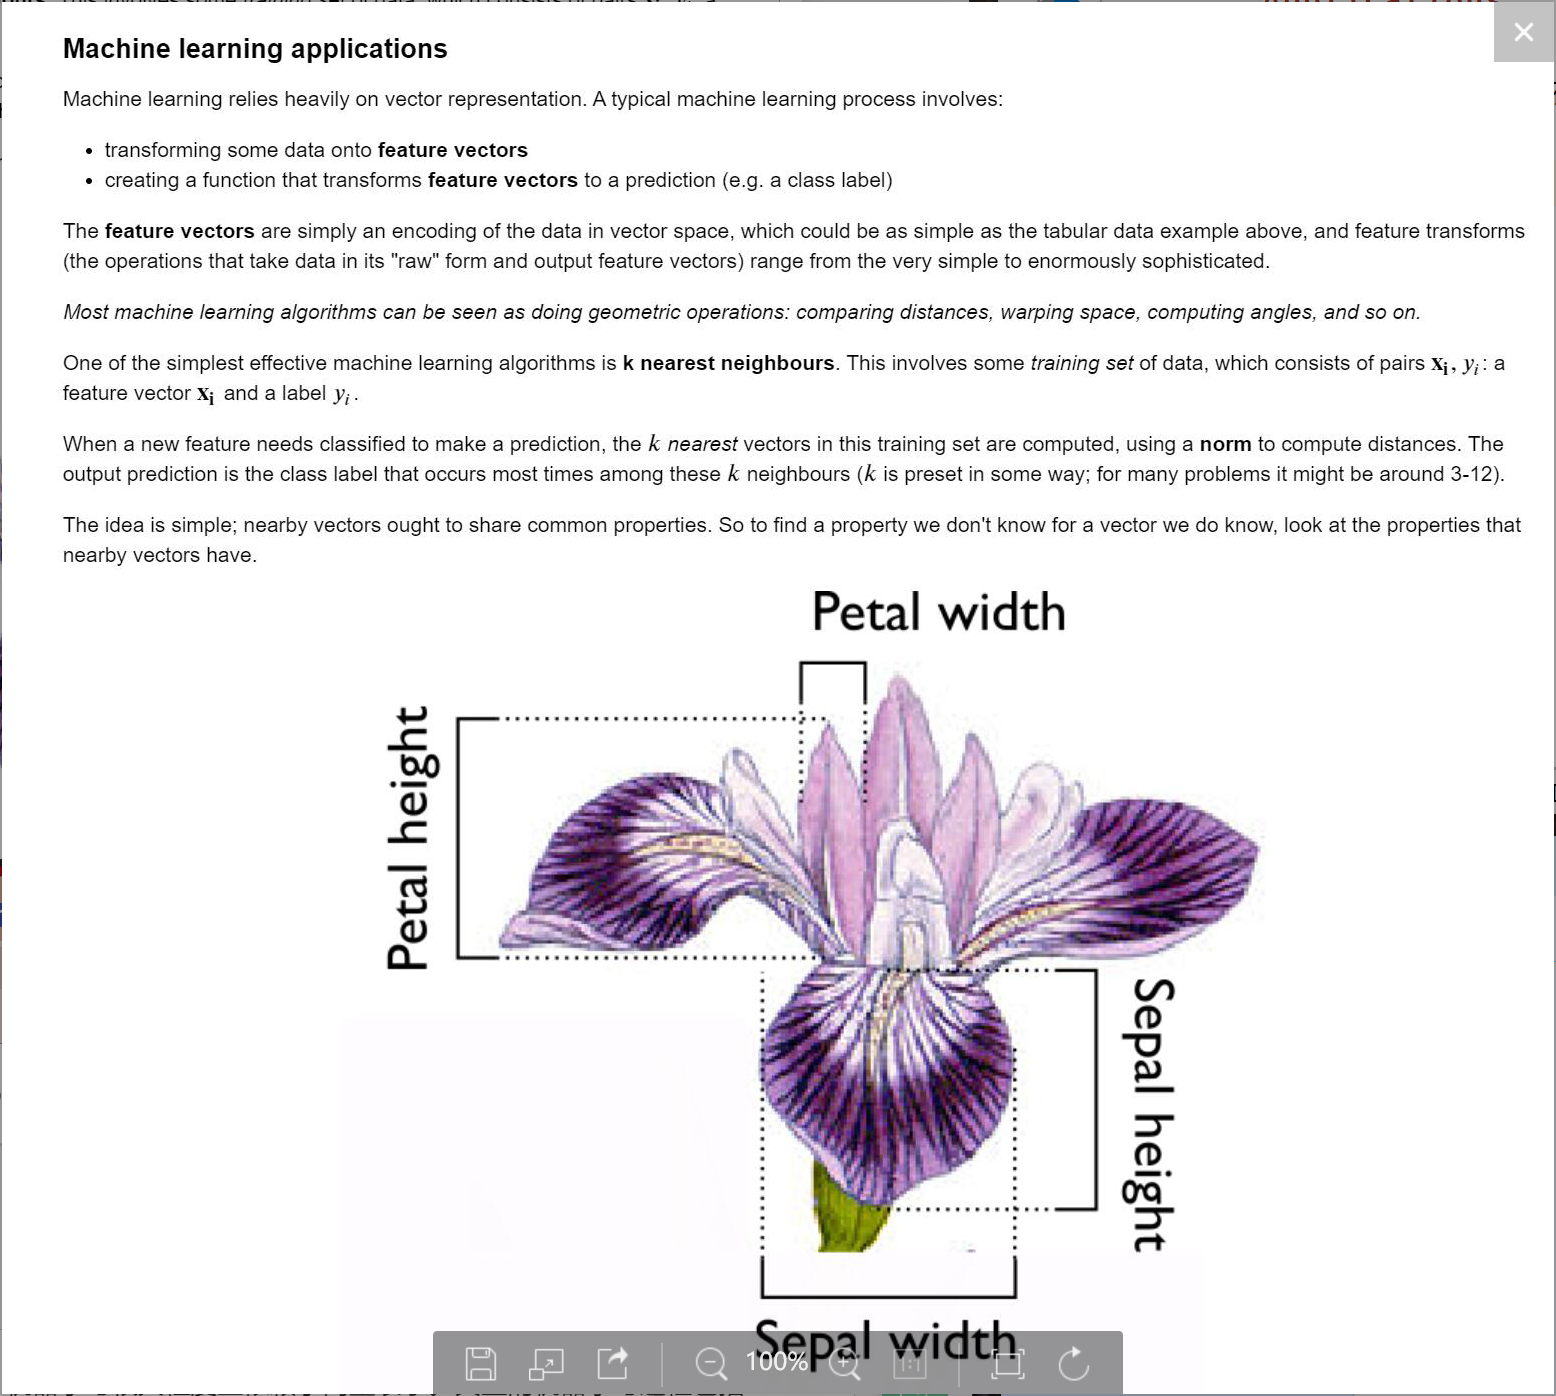 Machine learning applications
Machine learning relies heavily on vector representation. A typical machine learning process involves:
• transforming some data onto feature vectors
• creating a function that transforms feature vectors to a prediction (e.g. a class label)
The feature vectors are simply an encoding of the data in vector space, which could be as simple as the tabular data example above, and feature transforms
(the operations that take data in its "raw" form and output feature vectors) range from the very simple to enormously sophisticated.
Most machine learning algorithms can be seen as doing geometric operations: comparing distances, warping space, computing angles, and so on.
One of the simplest effective machine learning algorithms is k nearest neighbours. This involves some training set of data, which consists of pairs xᵢ, yᵢ: a
feature vector xᵢ and a label yᵢ.
When a new feature needs classified to make a prediction, the k nearest vectors in this training set are computed, using a norm to compute distances. The
output prediction is the class label that occurs most times among these k neighbours (k is preset in some way; for many problems it might be around 3-12).
The idea is simple; nearby vectors ought to share common properties. So to find a property we don't know for a vector we do know, look at the properties that
nearby vectors have.
Petal width
Petal height
Sepal height
Sepal width
100%